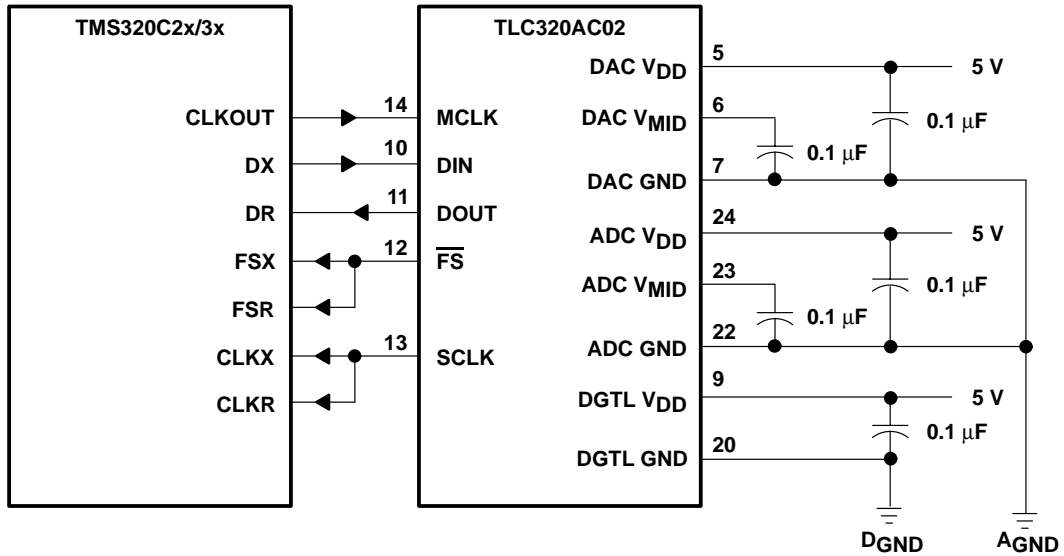 TMS320C2x/3x
CLKOUT
DX
DR
FSX
FSR
CLKX
CLKR
14
10
11
12
13
TLC320AC02
MCLK
DIN
DOUT
FS
SCLK
DAC VDD
DAC VMID
DAC GND
ADC VDD
ADC VMID
ADC GND
DGTL VDD
DGTL GND
5
6
7
24
23
22
9
20
5 V
0.1 μF
0.1 μF
5 V
0.1 μF
0.1 μF
5 V
0.1 μF
DGND
AGND